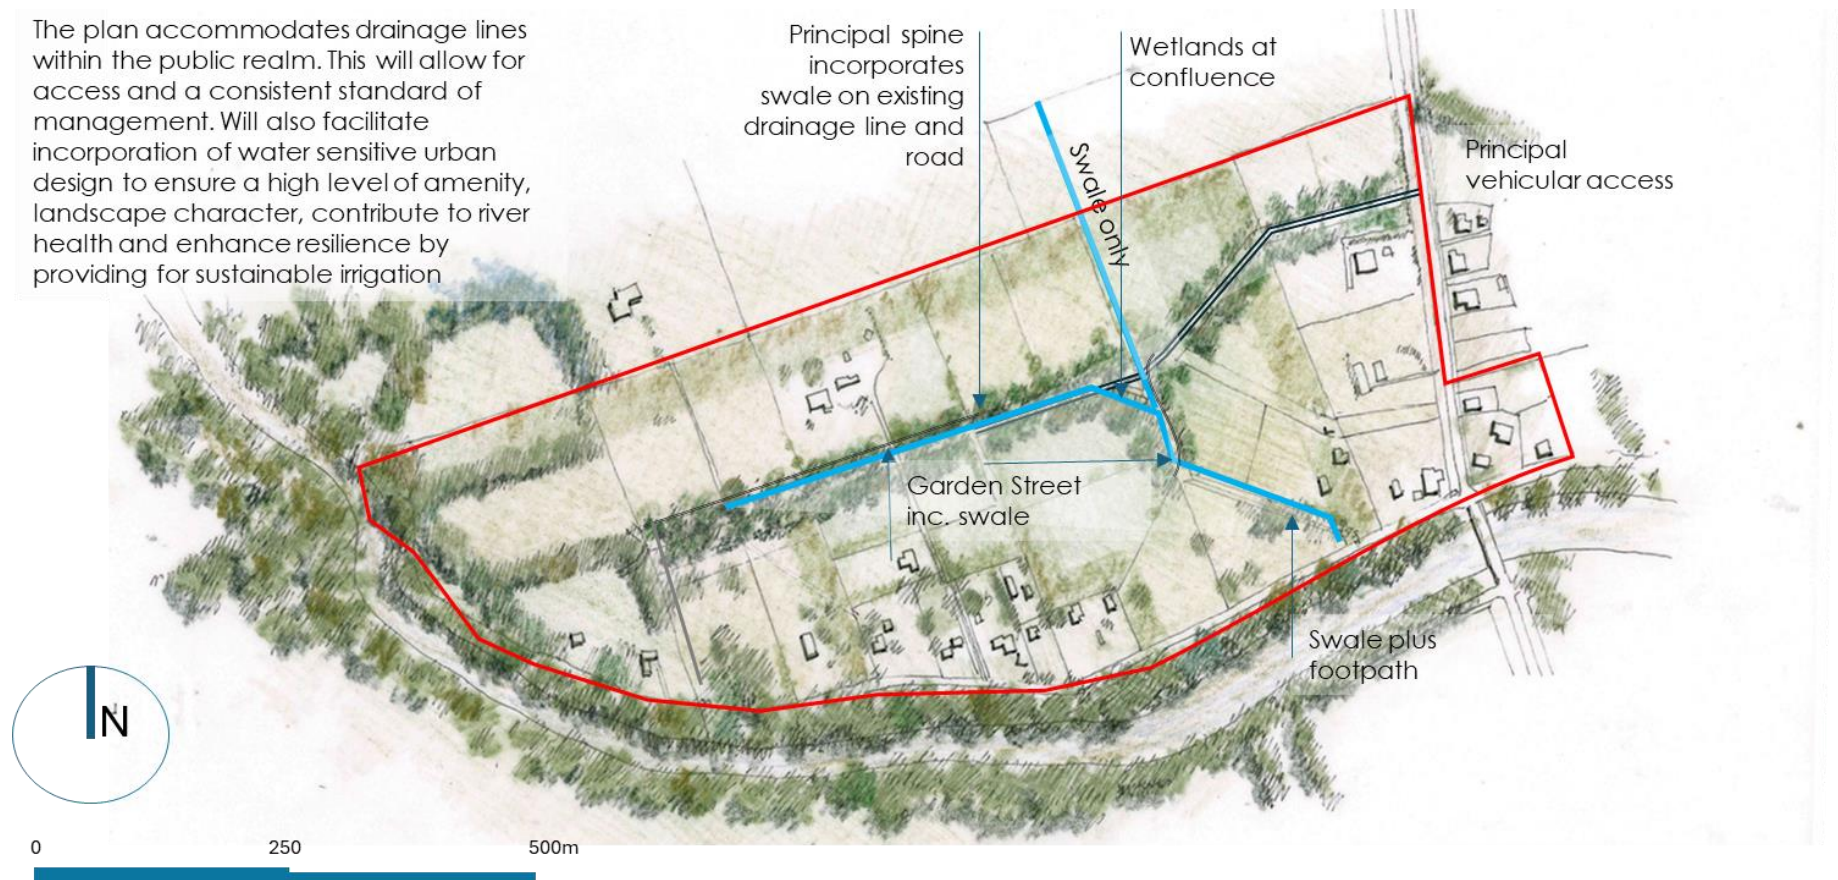 The plan accommodates drainage lines
within the public realm. This will allow for
access and a consistent standard of
management. Will also facilitate
incorporation of water sensitive urban
design to ensure a high level of amenity,
landscape character, contribute to river
health and enhance resilience by
providing for sustainable irrigation
Principal spine
incorporates
swale on existing
drainage line and
road
Wetlands at
confluence
Swale only
Principal
vehicular access
Garden Street
inc. swale
Swale plus
footpath
N
0 250 500m